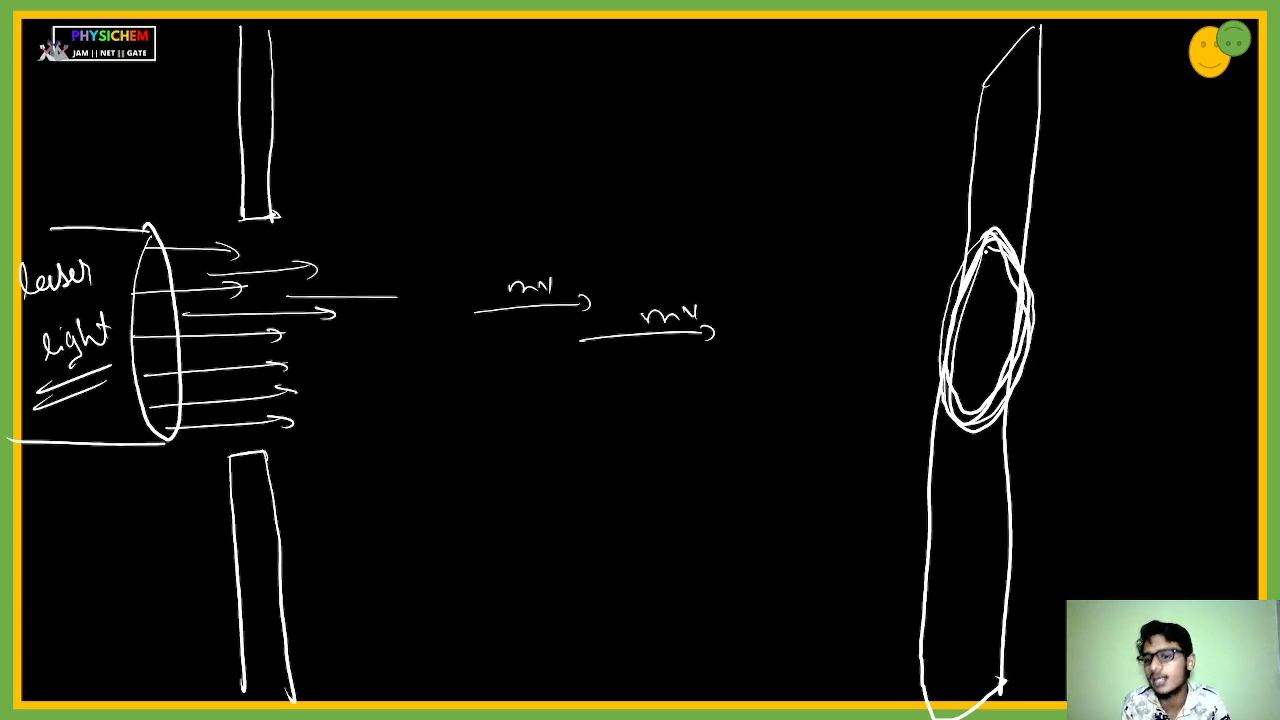 PHYSICHEM
JAM || NET || GATE
laser
light
mv
mv